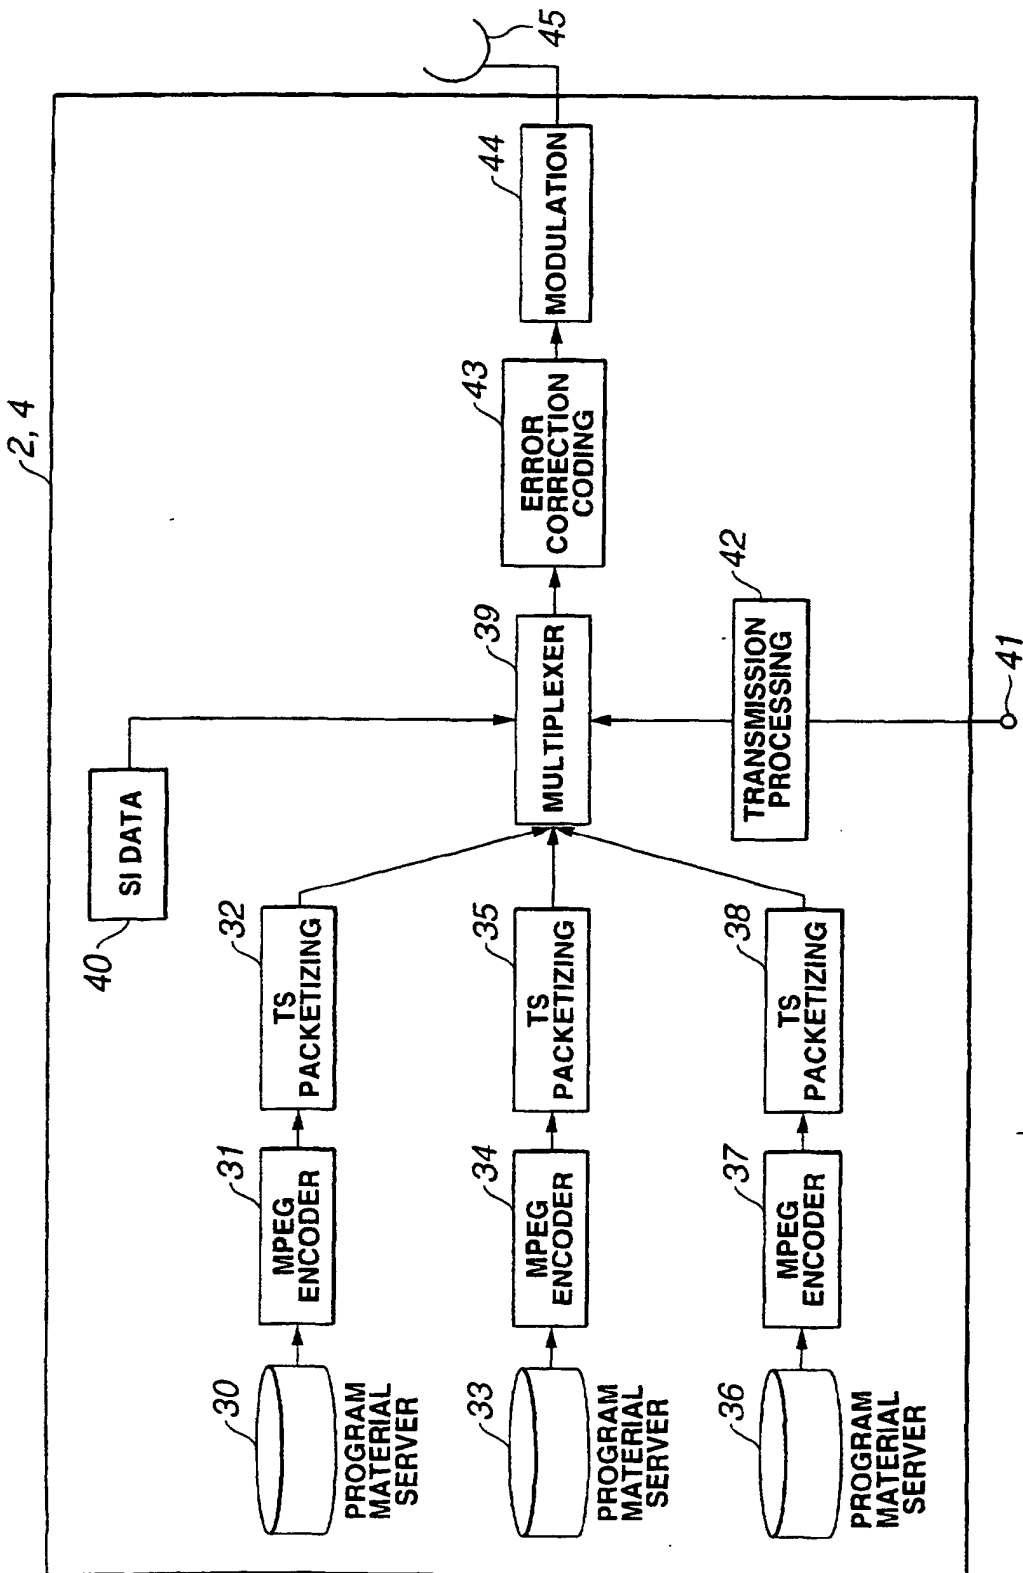 2, 4
40
SI DATA
30
PROGRAM
MATERIAL
SERVER
31
MPEG
ENCODER
32
TS
PACKETIZING
33
PROGRAM
MATERIAL
SERVER
34
MPEG
ENCODER
35
TS
PACKETIZING
36
PROGRAM
MATERIAL
SERVER
37
MPEG
ENCODER
38
TS
PACKETIZING
39
MULTIPLEXER
42
TRANSMISSION
PROCESSING
41
43
ERROR
CORRECTION
CODING
44
MODULATION
45